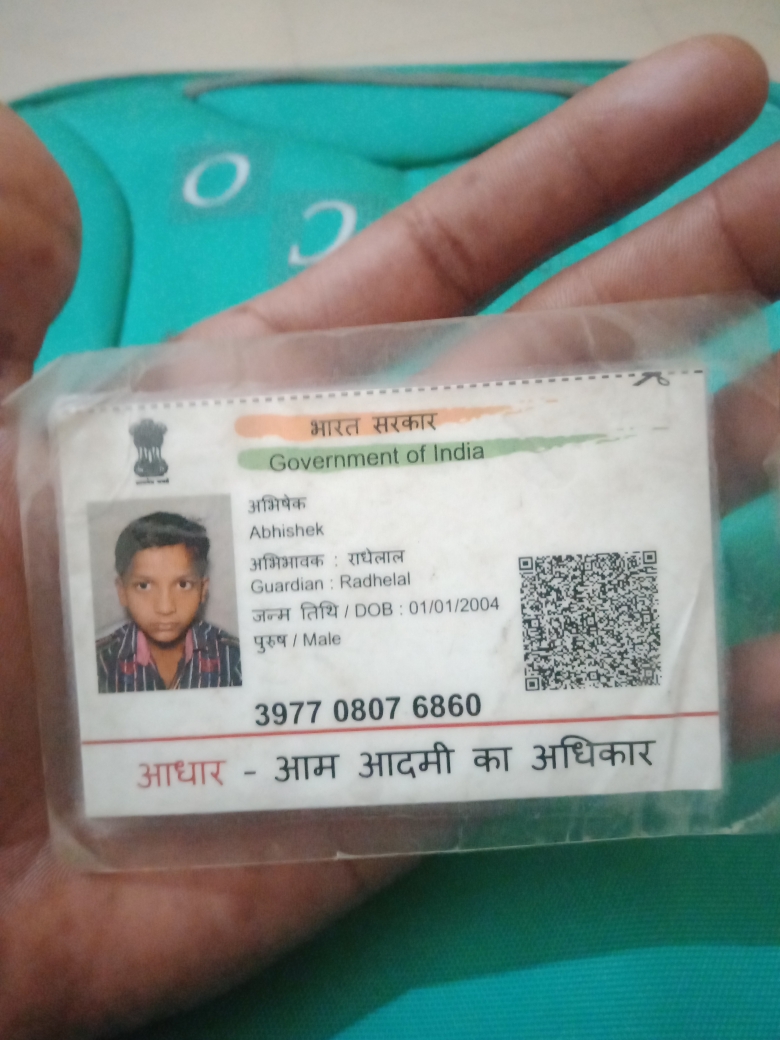 O
C
भारत सरकार
Government of India
अभिषेक
Abhishek
अभिभावक : राधेलाल
Guardian : Radhelal
जन्म तिथि / DOB : 01/01/2004
पुरुष / Male
3977 0807 6860
आधार - आम आदमी का अधिकार